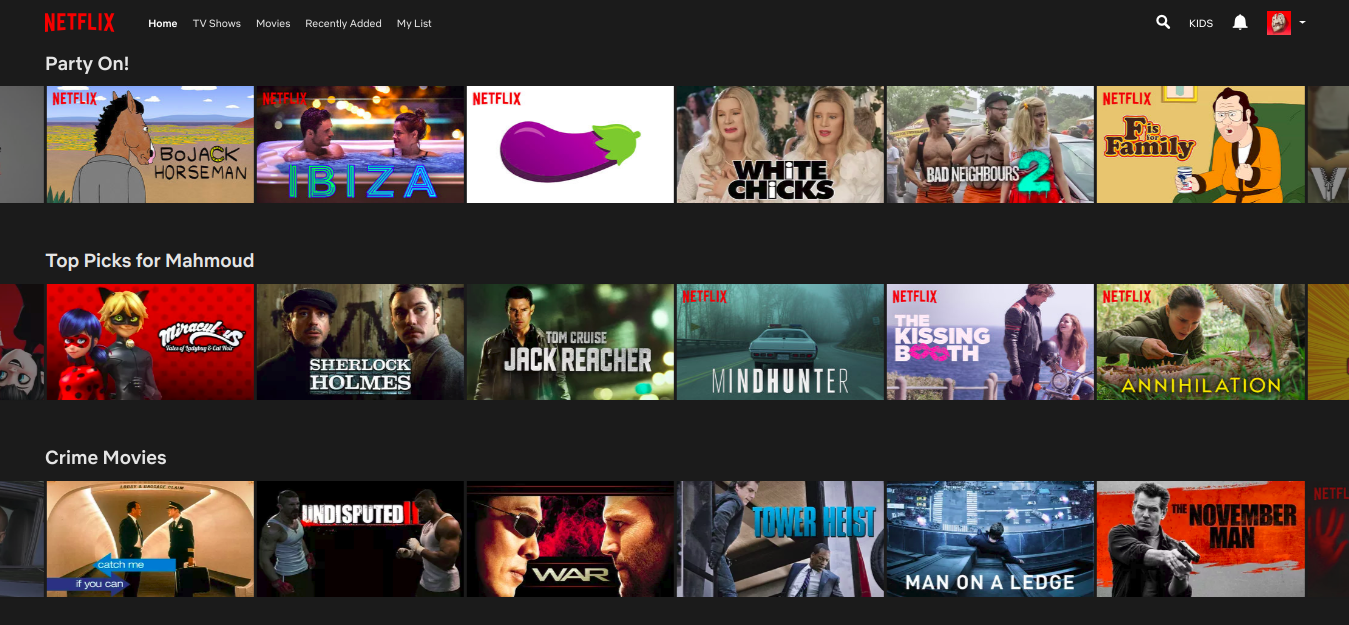 NETFLIX Home TV Shows Movies Recently Added My List KIDS
Party On!
NETFLIX
BOJACK
HORSEMAN
NETFLIX
IBIZA
NETFLIX
WHiTE
CHiCKS
BAD NEIGHBOURS 2
NETFLIX
F is
for
Family
Top Picks for Mahmoud
Miraculous
Tales of Ladybug & Cat Noir
SHERLOCK
HOLMES
TOM CRUISE
JACK REACHER
NETFLIX
MINDHUNTER
NETFLIX
THE
KISSING
BOOTH
NETFLIX
ANNIHILATION
Crime Movies
catch me
if you can
UNDISPUTED II
WAR
TOWER HEIST
MAN ON A LEDGE
THE NOVEMBER
MAN
NETFL